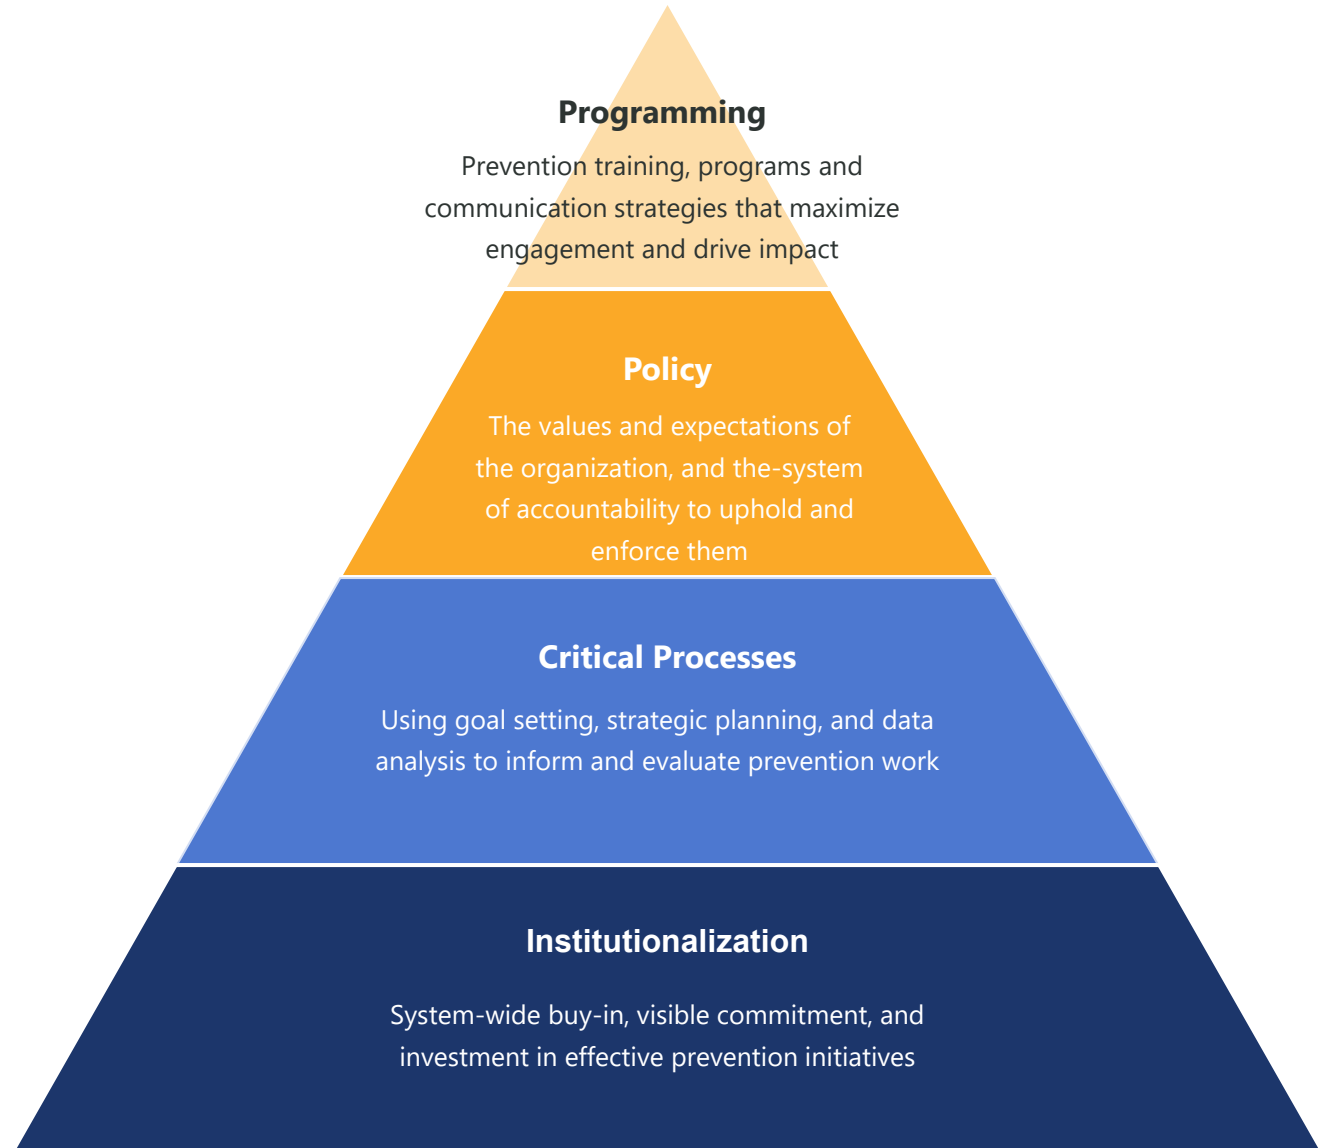 Programming
Prevention training, programs and
communication strategies that maximize
engagement and drive impact
Policy
The values and expectations of
the organization, and the-system
of accountability to uphold and
enforce them
Critical Processes
Using goal setting, strategic planning, and data
analysis to inform and evaluate prevention work
Institutionalization
System-wide buy-in, visible commitment, and
investment in effective prevention initiatives